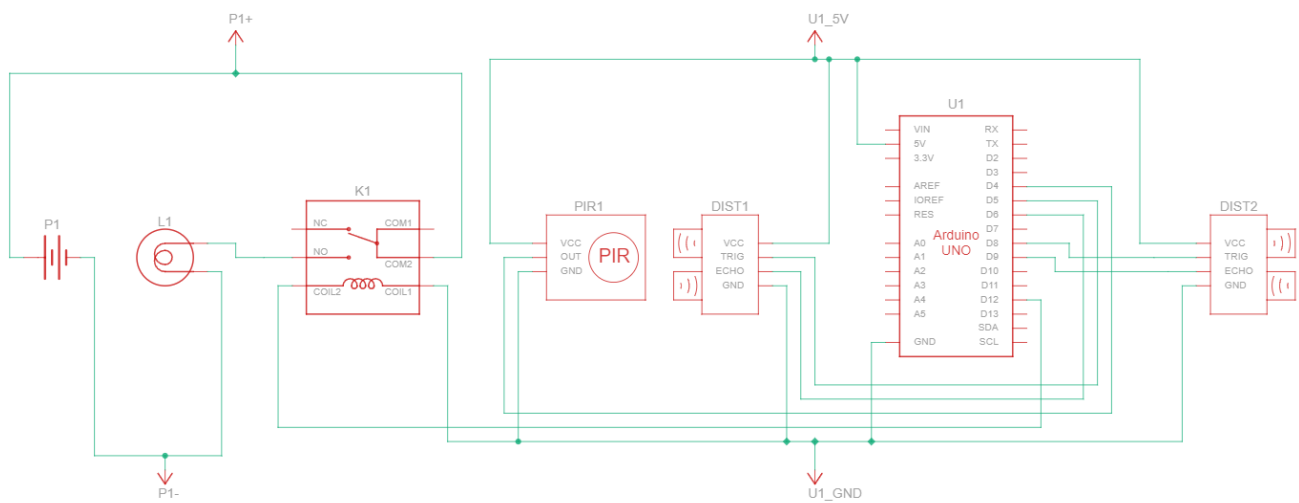 P1+
U1_5V
P1
L1
K1
NC
COM1
NO
COM2
COIL2
COIL1
PIR1
VCC
OUT
GND
PIR
DIST1
VCC
TRIG
ECHO
GND
U1
VIN
5V
3.3V
AREF
IOREF
RES
A0
A1
A2
A3
A4
A5
GND
Arduino
UNO
RX
TX
D2
D3
D4
D5
D6
D7
D8
D9
D10
D11
D12
D13
SDA
SCL
DIST2
VCC
TRIG
ECHO
GND
P1-
U1_GND